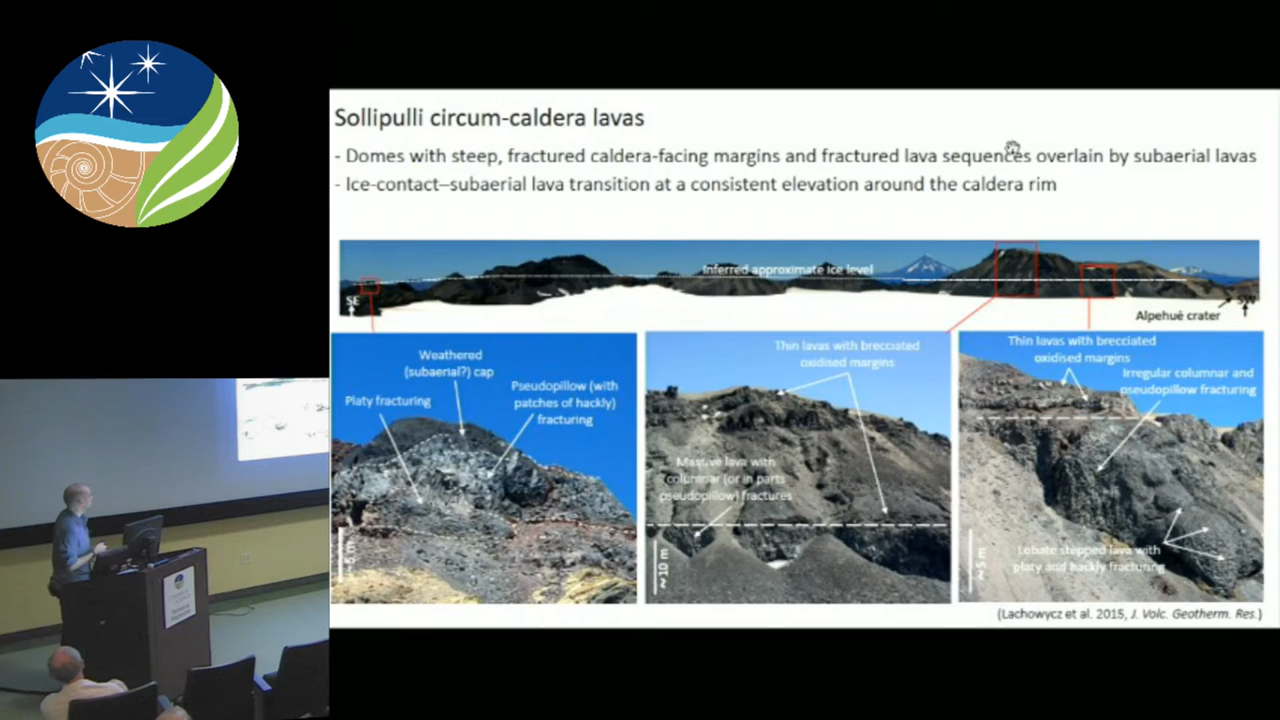 Sollipulli circum-caldera lavas
- Domes with steep, fractured caldera-facing margins and fractured lava sequences overlain by subaerial lavas
- Ice-contact–subaerial lava transition at a consistent elevation around the caldera rim
Inferred approximate ice level
SE
SW
Alpehué crater
Weathered
(subaerial?) cap
Platy fracturing
Pseudopillow (with
patches of hackly)
fracturing
~ 5 m
Thin lavas with brecciated
oxidised margins
Massive lava with
columnar (or in parts
pseudopillow) fractures
~ 10 m
Thin lavas with brecciated
oxidised margins
Irregular columnar and
pseudopillow fracturing
Lobate shaped lava with
platy and hackly fracturing
~ 5 m
(Lachowycz et al. 2015, J. Volc. Geotherm. Res.)